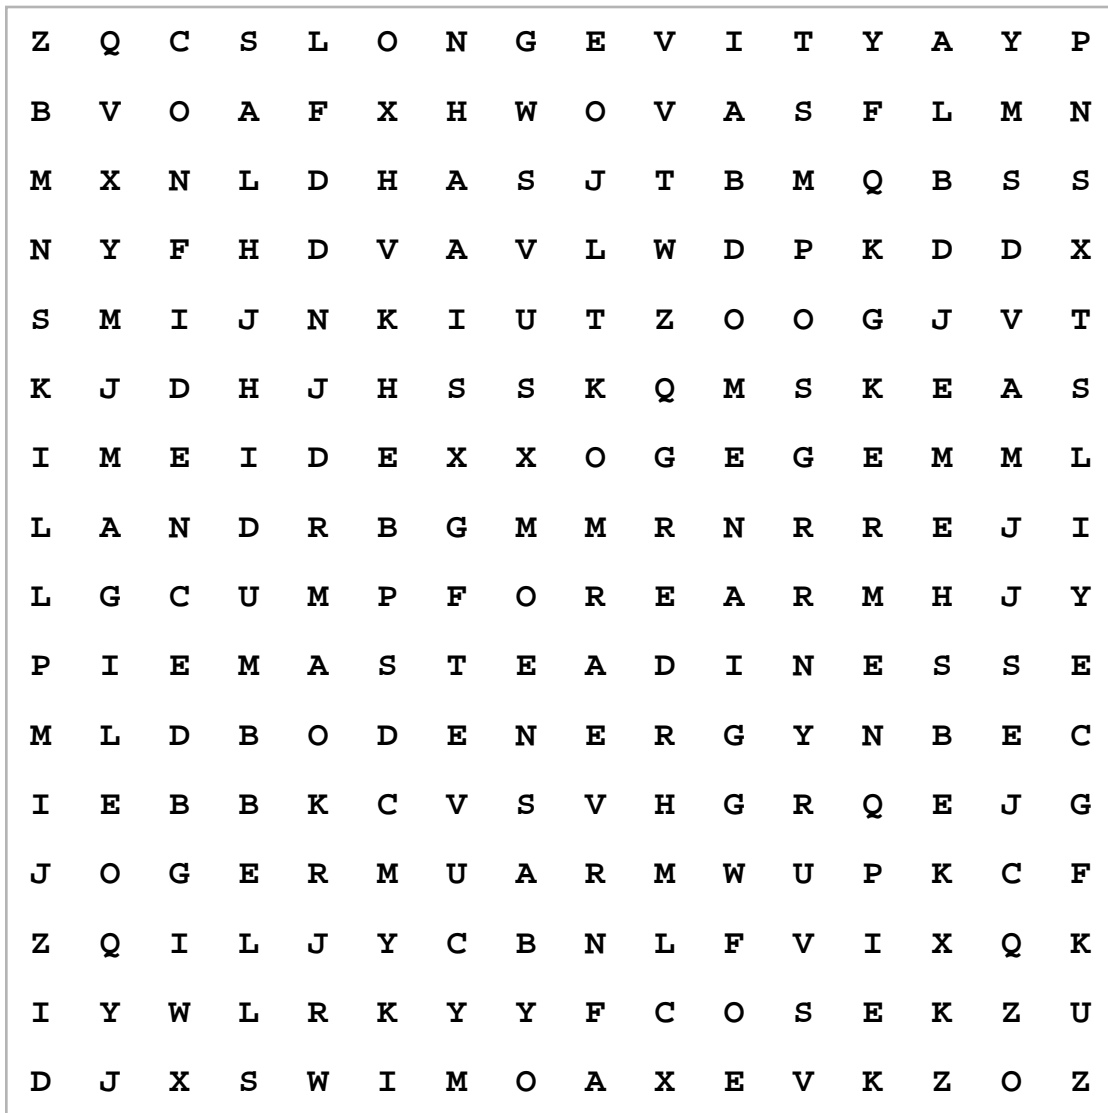 Z Q C S L O N G E V I T Y A Y P
B V O A F X H W O V A S F L M N
M X N L D H A S J T B M Q B S S
N Y F H D V A V L W D P K D D X
S M I J N K I U T Z O O G J V T
K J D H J H S S K Q M S K E A S
I M E I D E X X O G E G E M M L
L A N D R B G M M R N R R E J I
L G C U M P F O R E A R M H J Y
P I E M A S T E A D I N E S S E
M L D B O D E N E R G Y N B E C
I E B B K C V S V H G R Q E J G
J O G E R M U A R M W U P K C F
Z Q I L J Y C B N L F V I X Q K
I Y W L R K Y Y F C O S E K Z U
D J X S W I M O A X E V K Z O Z